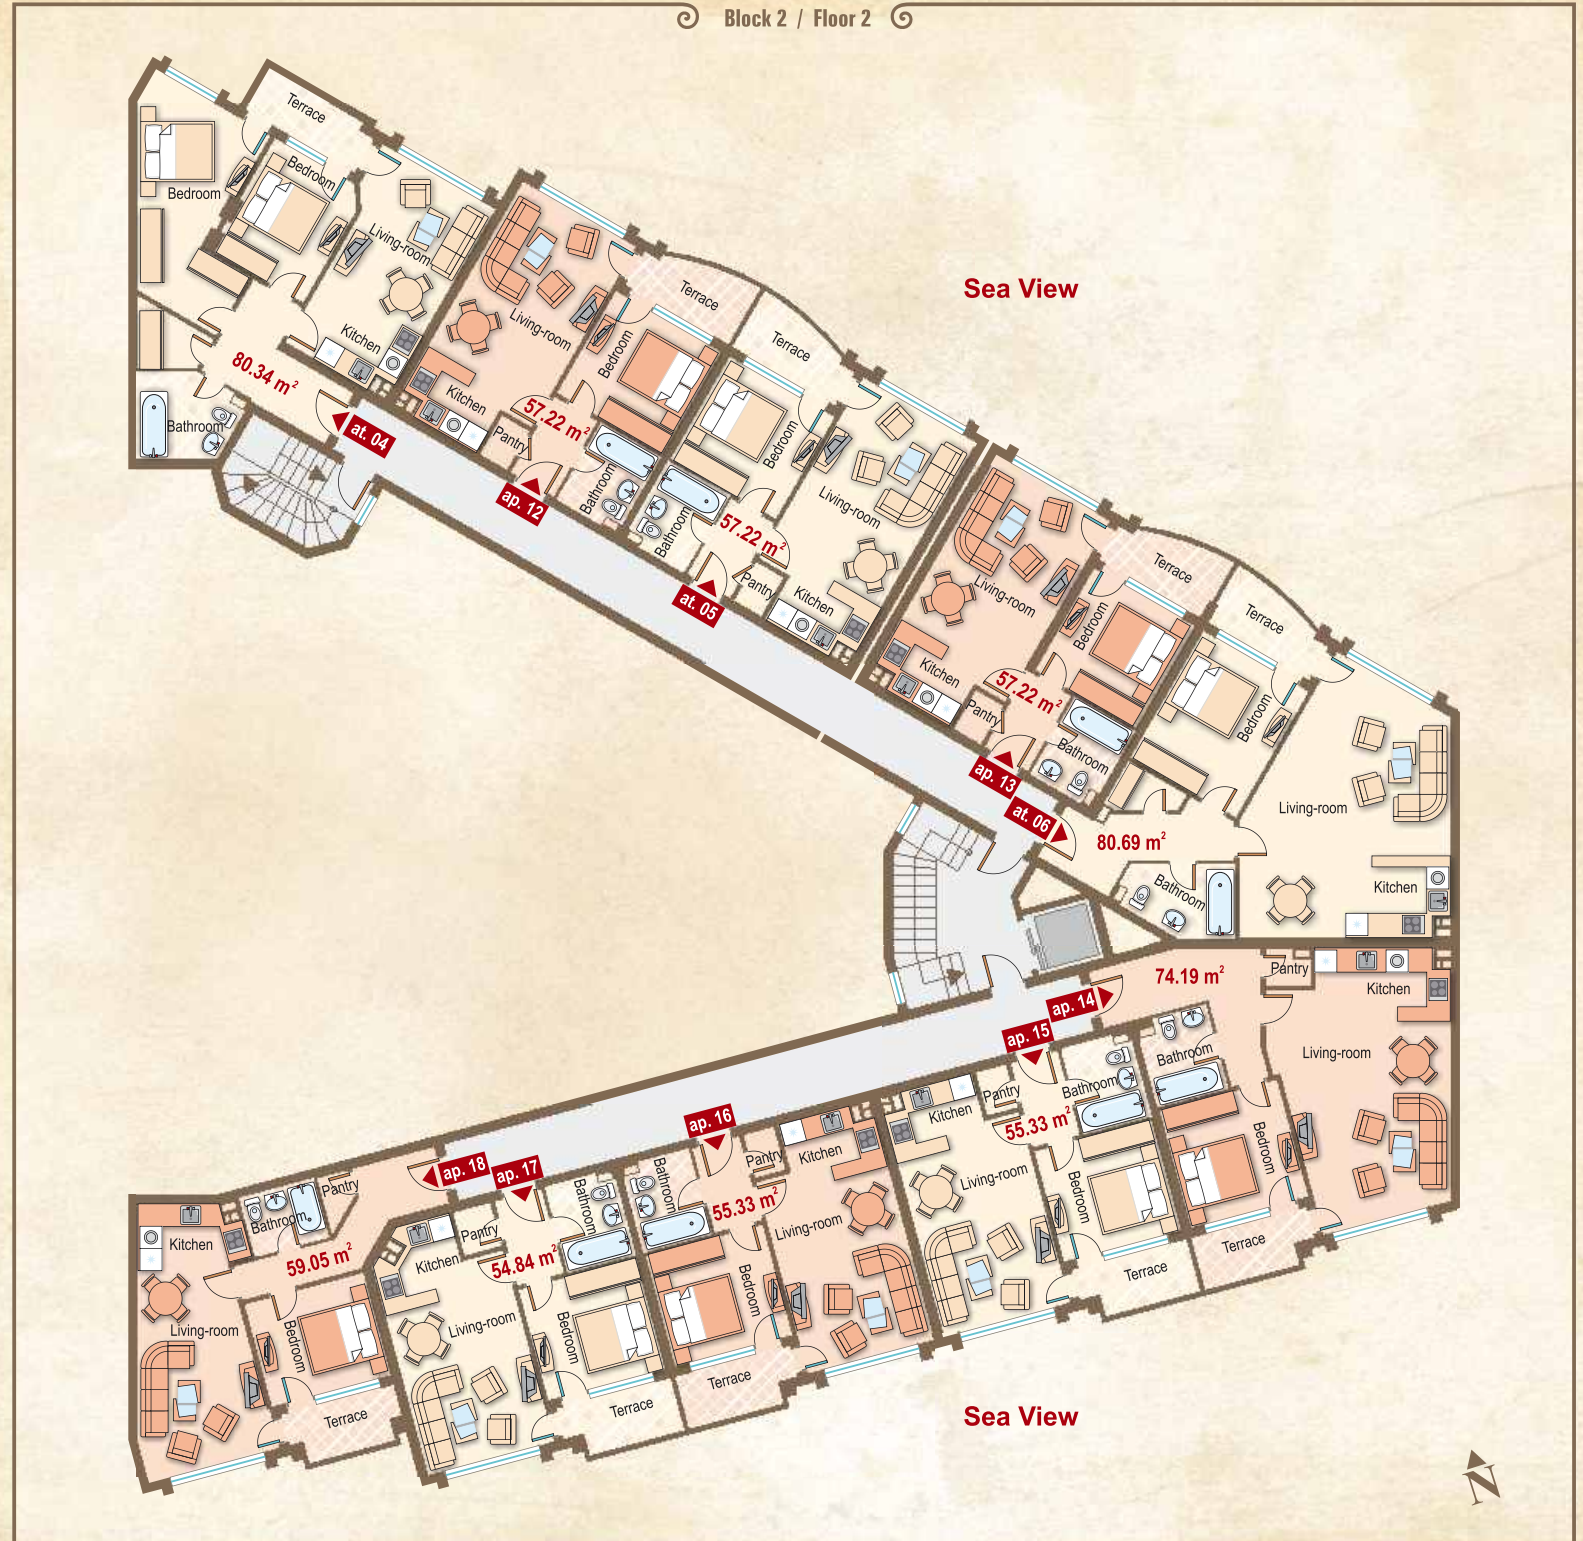 Block 2 / Floor 2
Terrace
Bedroom
Bedroom
Living-room
Kitchen
80.34 m²
Bathroom
at. 04
Terrace
Living-room
Bedroom
Kitchen
57.22 m²
Pantry
Bathroom
ap. 12
Sea View
Terrace
Bedroom
Living-room
57.22 m²
Bathroom
Pantry
Kitchen
at. 05
Terrace
Living-room
Bedroom
Kitchen
57.22 m²
Pantry
Bathroom
ap. 13
Terrace
Bedroom
Living-room
at. 06
80.69 m²
Bathroom
Kitchen
74.19 m²
Pantry
Kitchen
ap. 14
Bathroom
Living-room
Bedroom
Terrace
ap. 15
Pantry
Bathroom
Kitchen
55.33 m²
Living-room
Bedroom
Terrace
ap. 16
Bathroom
Pantry
Kitchen
55.33 m²
Living-room
Bedroom
Terrace
ap. 17
Pantry
Bathroom
Kitchen
54.84 m²
Living-room
Bedroom
Terrace
ap. 18
Pantry
Bathroom
Kitchen
59.05 m²
Living-room
Bedroom
Terrace
Sea View
N